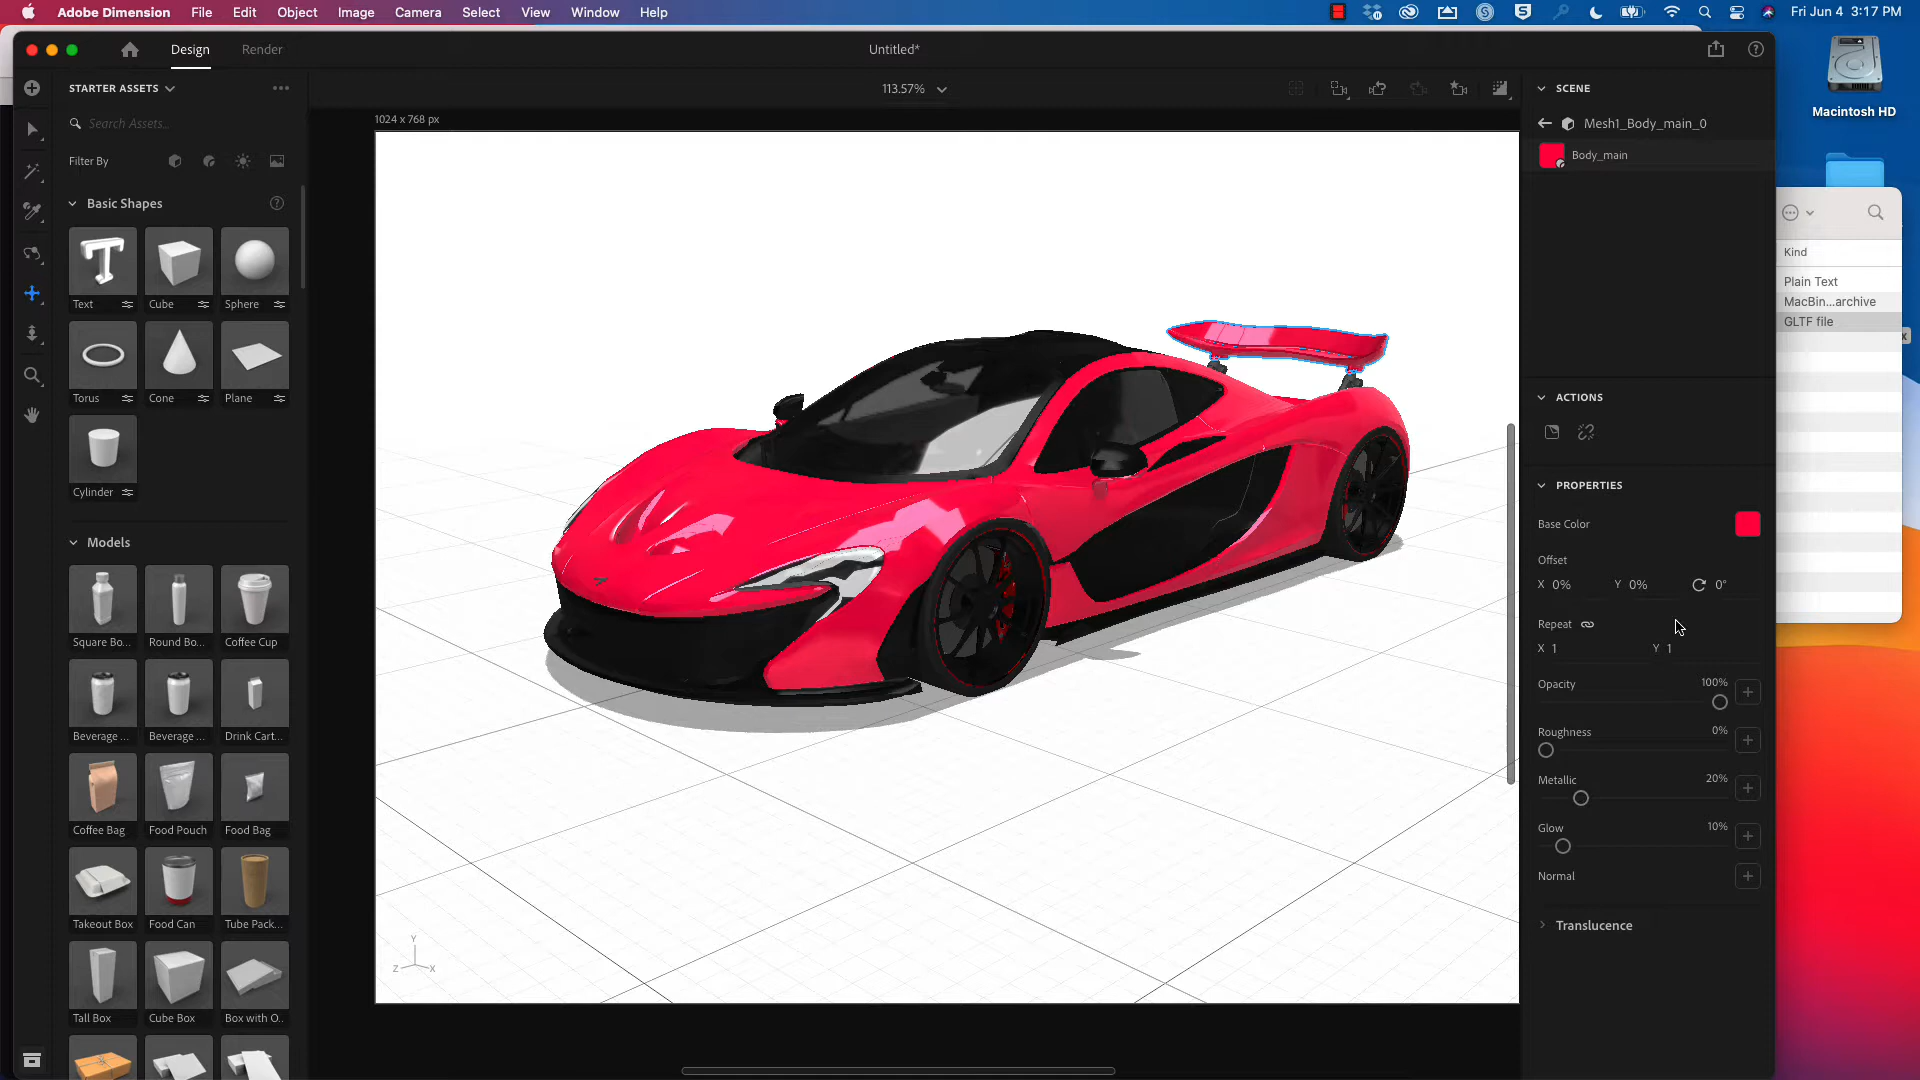 Adobe Dimension File Edit Object Image Camera Select View Window Help
Fri Jun 4 3:17 PM
Design Render
Untitled*
STARTER ASSETS
Search Assets...
Filter By
Basic Shapes
Text Cube Sphere
Torus Cone Plane
Cylinder
Models
Square Bo... Round Bo... Coffee Cup
Beverage ... Beverage ... Drink Cart...
Coffee Bag Food Pouch Food Bag
Takeout Box Food Can Tube Pack...
Tall Box Cube Box Box with O..
113.57%
1024 x 768 px
Y
Z X
SCENE
Mesh1_Body_main_0
Body_main
ACTIONS
PROPERTIES
Base Color
Offset
X 0% Y 0% 0°
Repeat
X 1 Y 1
Opacity 100%
Roughness 0%
Metallic 20%
Glow 10%
Normal
Translucence
Macintosh HD
Kind
Plain Text
MacBin...archive
GLTF file